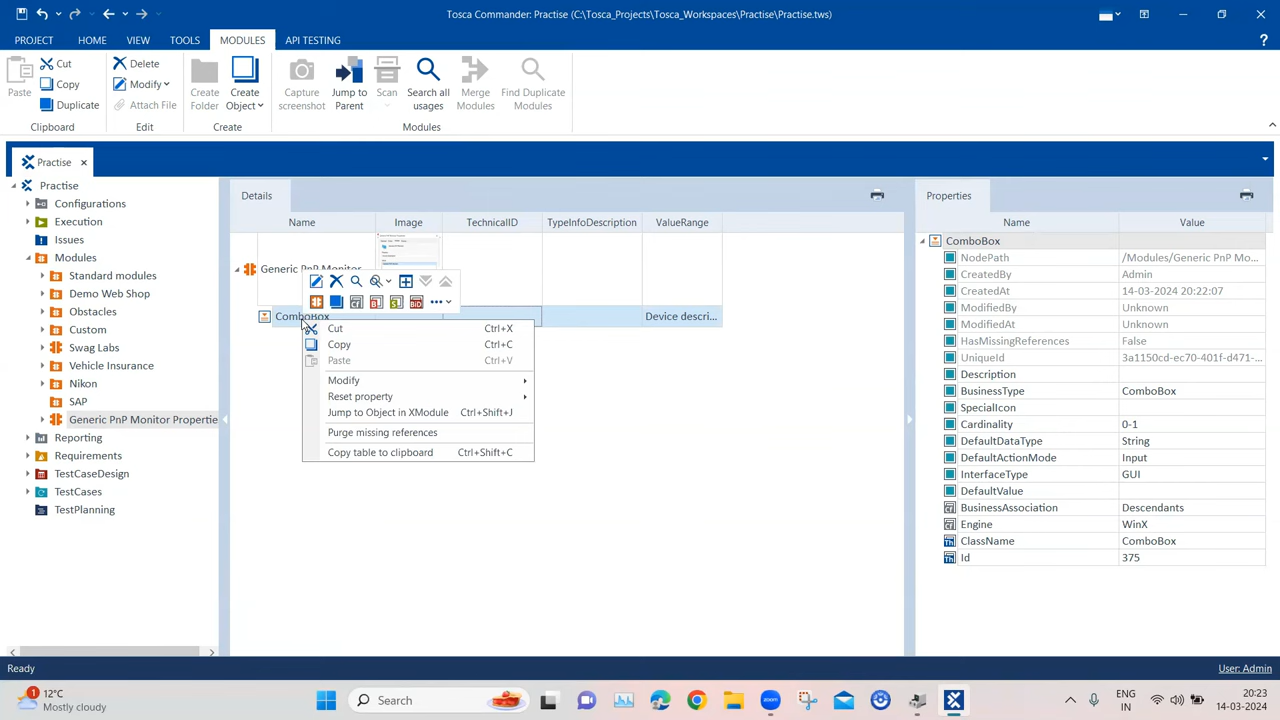 Tosca Commander: Practise (C:\Tosca_Projects\Tosca_Workspaces\Practise\Practise.tws)
PROJECT HOME VIEW TOOLS MODULES API TESTING
?
Paste
Cut
Copy
Duplicate
Clipboard
Delete
Modify
Attach File
Edit
Create Folder
Create Object
Create
Capture screenshot
Jump to Parent
Scan
Search all usages
Merge Modules
Find Duplicate Modules
Modules
Practise ×
Practise
Configurations
Execution
Issues
Modules
Standard modules
Demo Web Shop
Obstacles
Custom
Swag Labs
Vehicle Insurance
Nikon
SAP
Generic PnP Monitor Propertie
Reporting
Requirements
TestCaseDesign
TestCases
TestPlanning
Details
Name Image TechnicalID TypeInfoDescription ValueRange
Generic PnP Monitor
ComboBox Device descri...
Cut Ctrl+X
Copy Ctrl+C
Paste Ctrl+V
Modify
Reset property
Jump to Object in XModule Ctrl+Shift+J
Purge missing references
Copy table to clipboard Ctrl+Shift+C
Properties
Name Value
ComboBox
NodePath /Modules/Generic PnP Mo...
CreatedBy Admin
CreatedAt 14-03-2024 20:22:07
ModifiedBy Unknown
ModifiedAt Unknown
HasMissingReferences False
UniqueId 3a1150cd-ec70-401f-d471-...
Description
BusinessType ComboBox
SpecialIcon
Cardinality 0-1
DefaultDataType String
DefaultActionMode Input
InterfaceType GUI
DefaultValue
BusinessAssociation Descendants
Engine WinX
ClassName ComboBox
Id 375
Ready
User: Admin
1
12°C
Mostly cloudy
Search
ENG
IN
20:23
14-03-2024